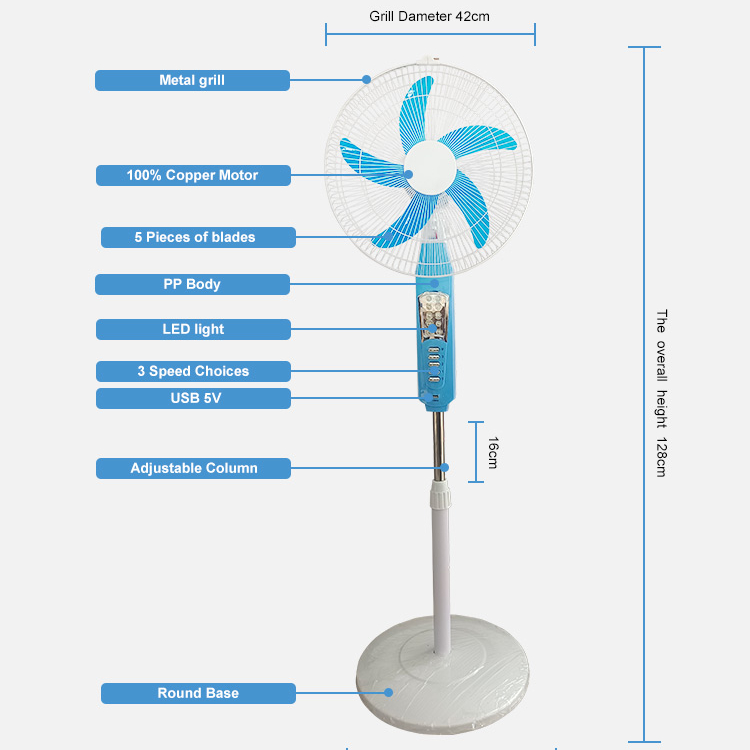 Grill Dameter 42cm
Metal grill
100% Copper Motor
5 Pieces of blades
PP Body
LED light
3 Speed Choices
USB 5V
Adjustable Column
16cm
The overall height 128cm
Round Base